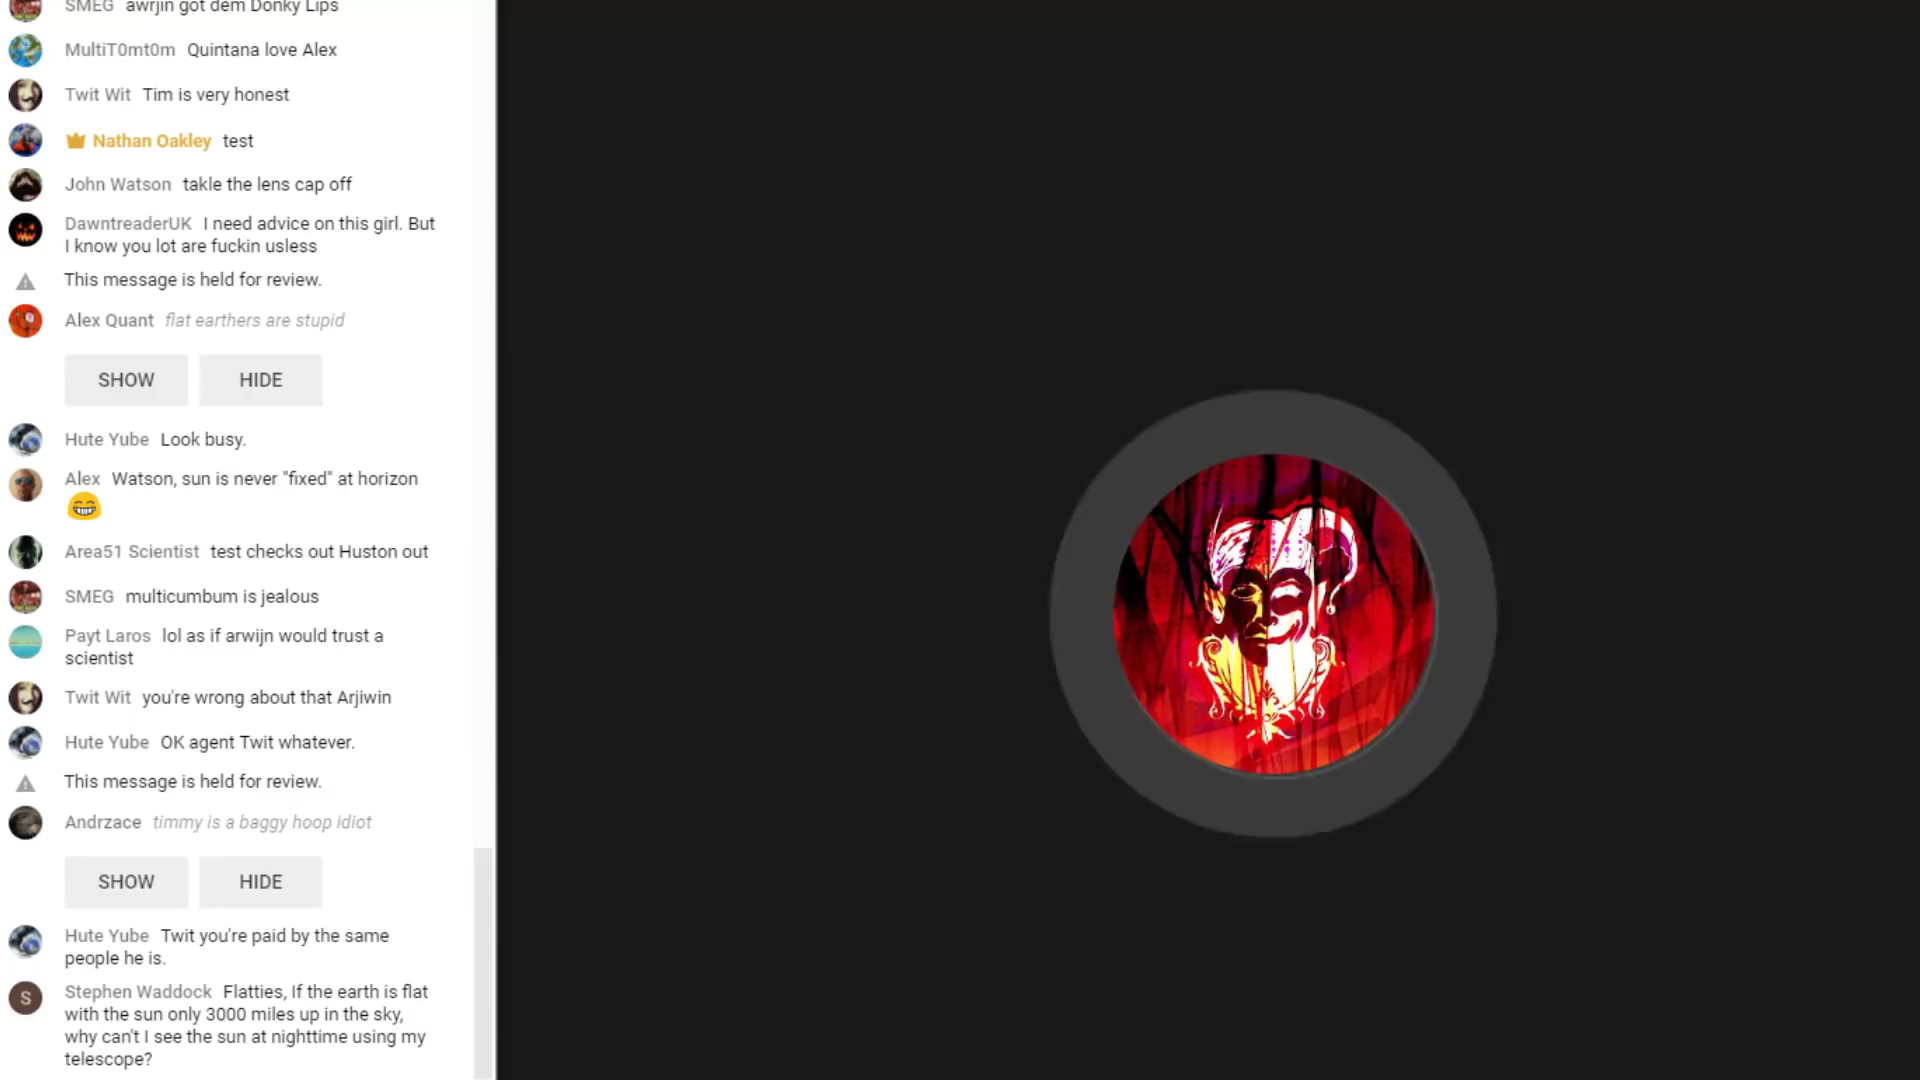 SMEG awrjin got dem Donky Lips
MultiT0mt0m Quintana love Alex
Twit Wit Tim is very honest
Nathan Oakley test
John Watson takle the lens cap off
DawntreaderUK I need advice on this girl. But
I know you lot are fuckin usless
This message is held for review.
Alex Quant flat earthers are stupid
SHOW HIDE
Hute Yube Look busy.
Alex Watson, sun is never "fixed" at horizon
Area51 Scientist test checks out Huston out
SMEG multicumbum is jealous
Payt Laros lol as if arwijn would trust a
scientist
Twit Wit you're wrong about that Arjiwin
Hute Yube OK agent Twit whatever.
This message is held for review.
Andrzace timmy is a baggy hoop idiot
SHOW HIDE
Hute Yube Twit you're paid by the same
people he is.
S
Stephen Waddock Flatties, If the earth is flat
with the sun only 3000 miles up in the sky,
why can't I see the sun at nighttime using my
telescope?